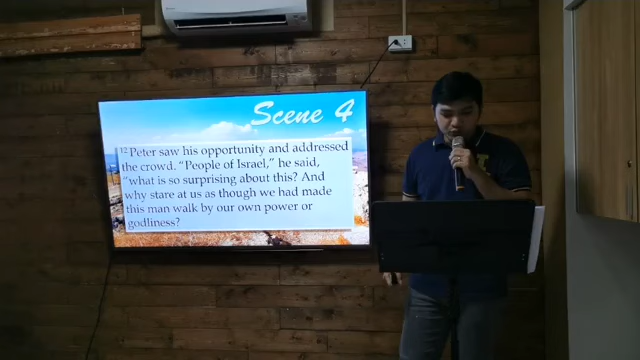 Scene 4
12 Peter saw his opportunity and addressed
the crowd. “People of Israel,” he said,
“what is so surprising about this? And
why stare at us as though we had made
this man walk by our own power or
godliness?